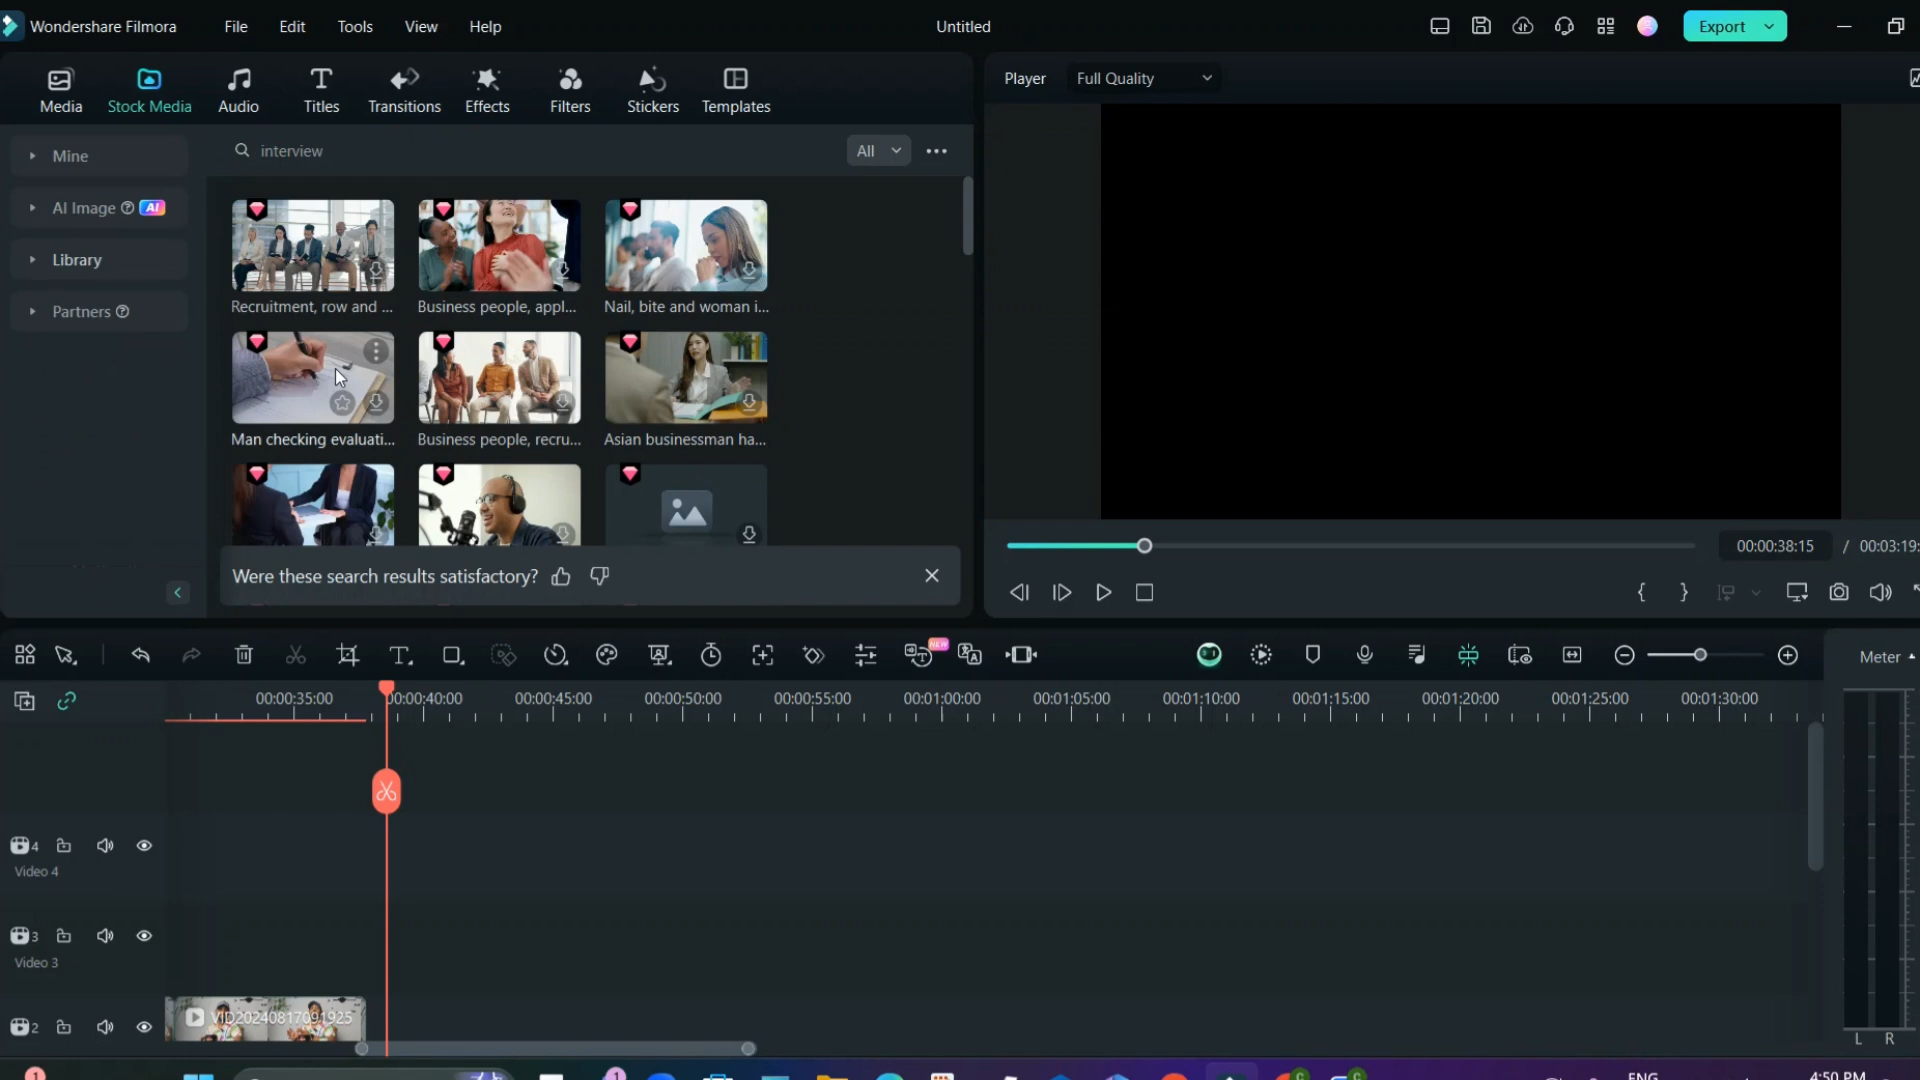 Wondershare Filmora File Edit Tools View Help Untitled Export
Media Stock Media Audio Titles Transitions Effects Filters Stickers Templates
Player Full Quality
Mine
AI Image AI
Library
Partners
interview All
Recruitment, row and ... Business people, appl... Nail, bite and woman i...
Man checking evaluati... Business people, recru... Asian businessman ha...
Were these search results satisfactory?
00:00:38:15 / 00:03:19:
NEW
Meter
00:00:35:00 00:00:40:00 00:00:45:00 00:00:50:00 00:00:55:00 00:01:00:00 00:01:05:00 00:01:10:00 00:01:15:00 00:01:20:00 00:01:25:00 00:01:30:00
4
Video 4
3
Video 3
2
VID20240817091925
L R
1 1 C C ENG 4:50 PM